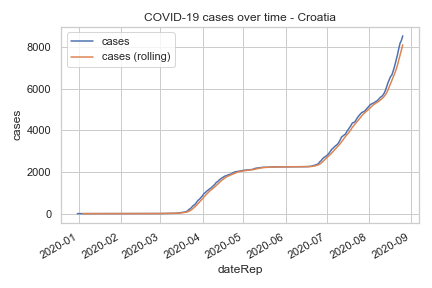 COVID-19 cases over time - Croatia
cases
cases (rolling)
8000
6000
4000
2000
0
cases
2020-01
2020-02
2020-03
2020-04
2020-05
2020-06
2020-07
2020-08
2020-09
dateRep